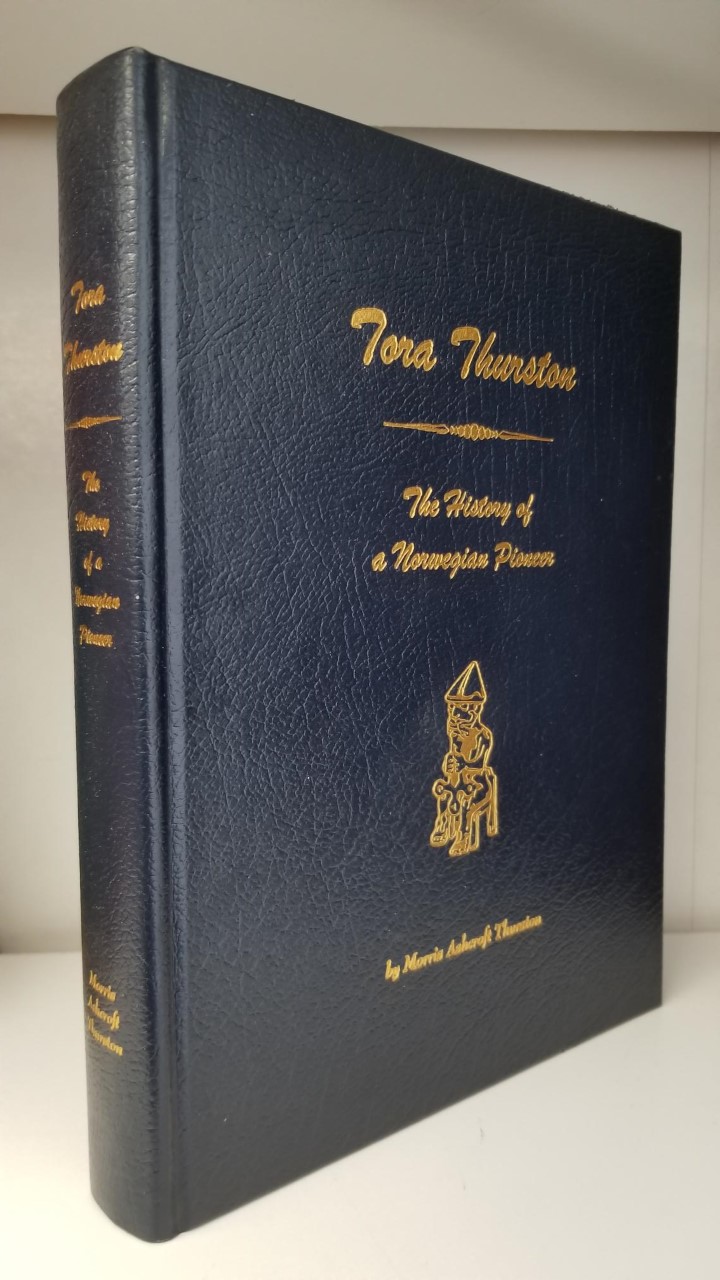 Tora
Thurston
The
History
of a
Norwegian
Pioneer
Morris
Ashcroft
Thurston
Tora Thurston
The History of
a Norwegian Pioneer
by Morris Ashcroft Thurston